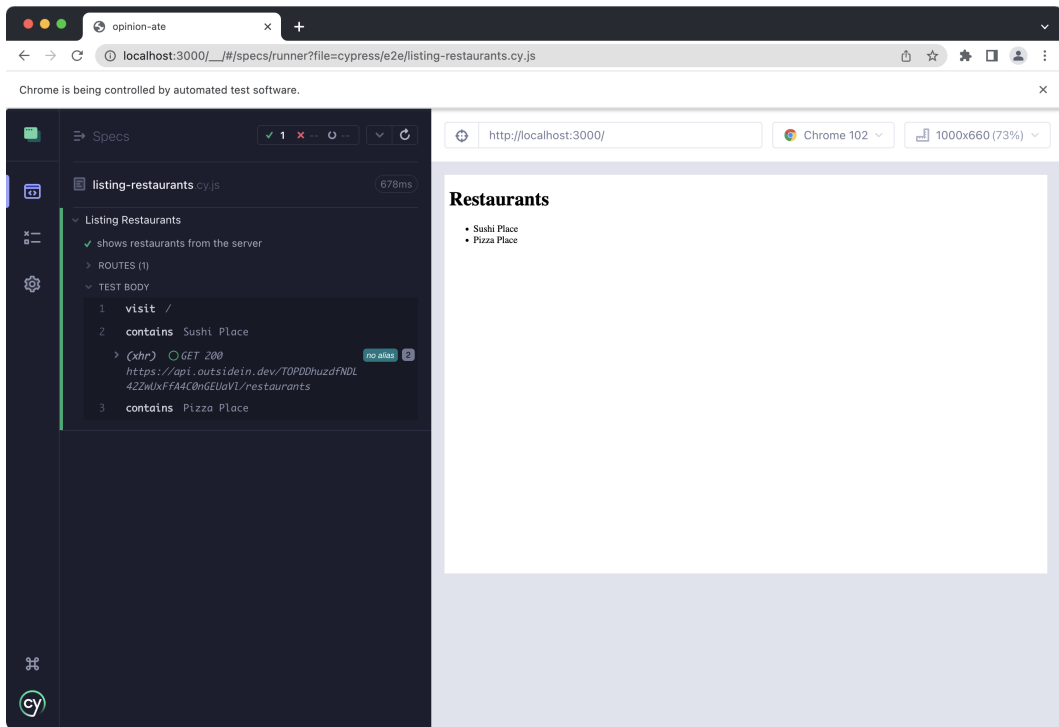 opinion-ate
localhost:3000/__/#/specs/runner?file=cypress/e2e/listing-restaurants.cy.js
Chrome is being controlled by automated test software.
Specs
1 -- --
http://localhost:3000/
Chrome 102
1000x660 (73%)
listing-restaurants cy.js
678ms
Listing Restaurants
shows restaurants from the server
ROUTES (1)
TEST BODY
1 visit /
2 contains Sushi Place
(xhr) GET 200 no alias 2
https://api.outsidein.dev/TOPDDhuzdfNDL
42ZwUxFfA4C0nGEUaVl/restaurants
3 contains Pizza Place
cy
Restaurants
• Sushi Place
• Pizza Place